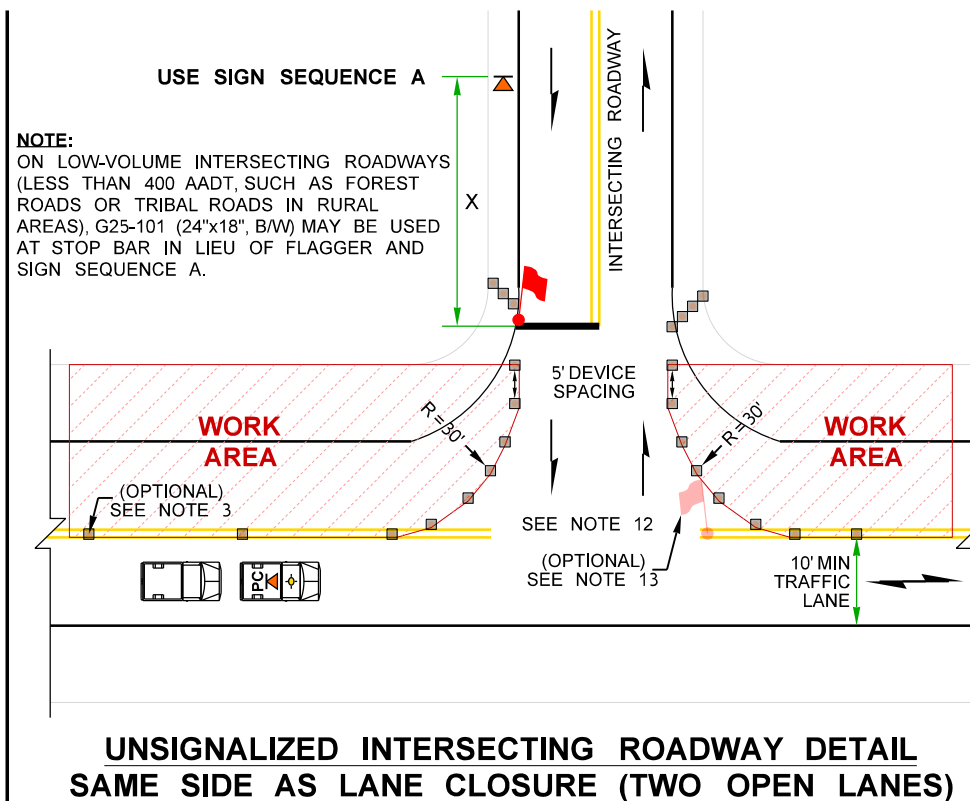 USE SIGN SEQUENCE A
NOTE:
ON LOW-VOLUME INTERSECTING ROADWAYS
(LESS THAN 400 AADT, SUCH AS FOREST
ROADS OR TRIBAL ROADS IN RURAL
AREAS), G25-101 (24"x18", B/W) MAY BE USED
AT STOP BAR IN LIEU OF FLAGGER AND
SIGN SEQUENCE A.
X
INTERSECTING ROADWAY
5' DEVICE
SPACING
R=30'
R=30'
WORK
AREA
WORK
AREA
(OPTIONAL)
SEE NOTE 3
SEE NOTE 12
(OPTIONAL)
SEE NOTE 13
10' MIN
TRAFFIC
LANE
PC
UNSIGNALIZED INTERSECTING ROADWAY DETAIL
SAME SIDE AS LANE CLOSURE (TWO OPEN LANES)